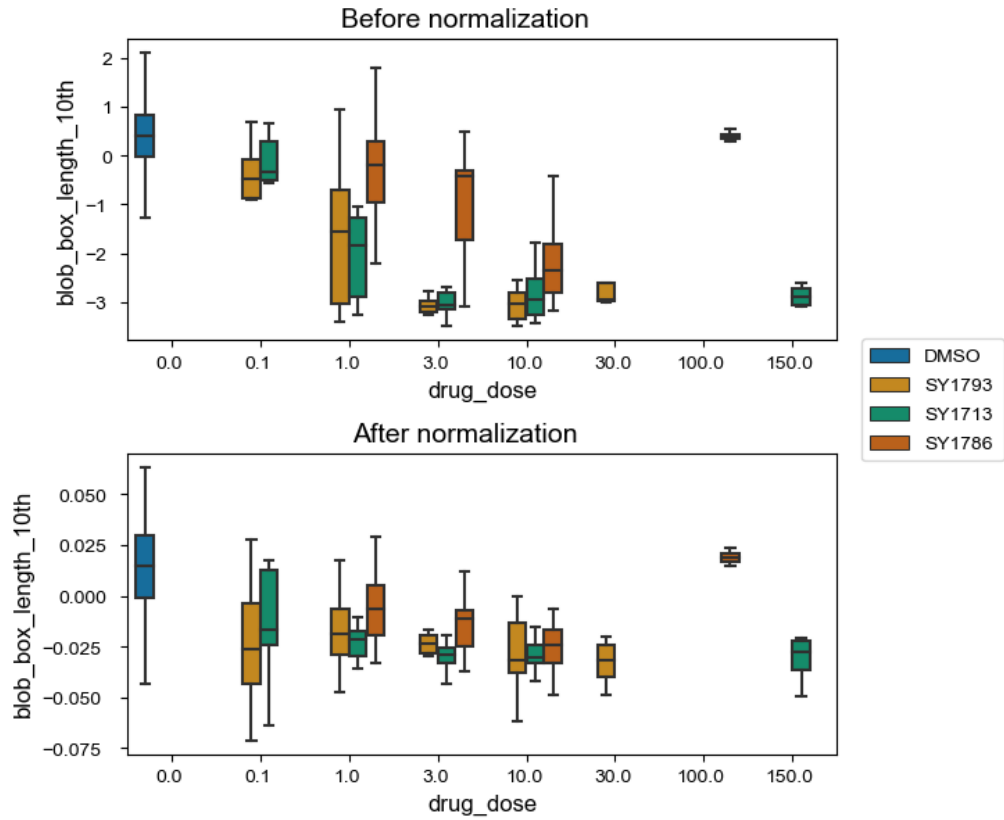 Before normalization
blob_box_length_10th
2
1
0
−1
−2
−3
0.0 0.1 1.0 3.0 10.0 30.0 100.0 150.0
drug_dose
DMSO
SY1793
SY1713
SY1786
After normalization
blob_box_length_10th
0.050
0.025
0.000
−0.025
−0.050
−0.075
0.0 0.1 1.0 3.0 10.0 30.0 100.0 150.0
drug_dose